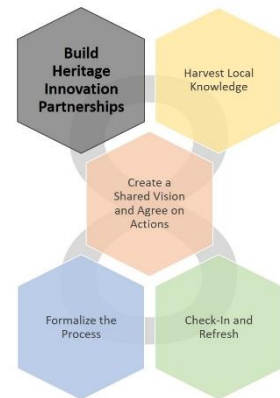 Build
Heritage
Innovation
Partnerships
Harvest Local
Knowledge
Create a
Shared Vision
and Agree on
Actions
Formalize the
Process
Check-In and
Refresh